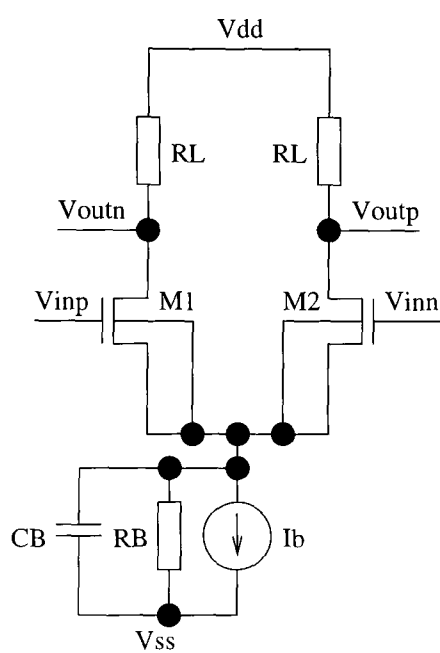 Vdd
RL RL
Voutn Voutp
Vinp M1 M2 Vinn
CB RB Ib
Vss